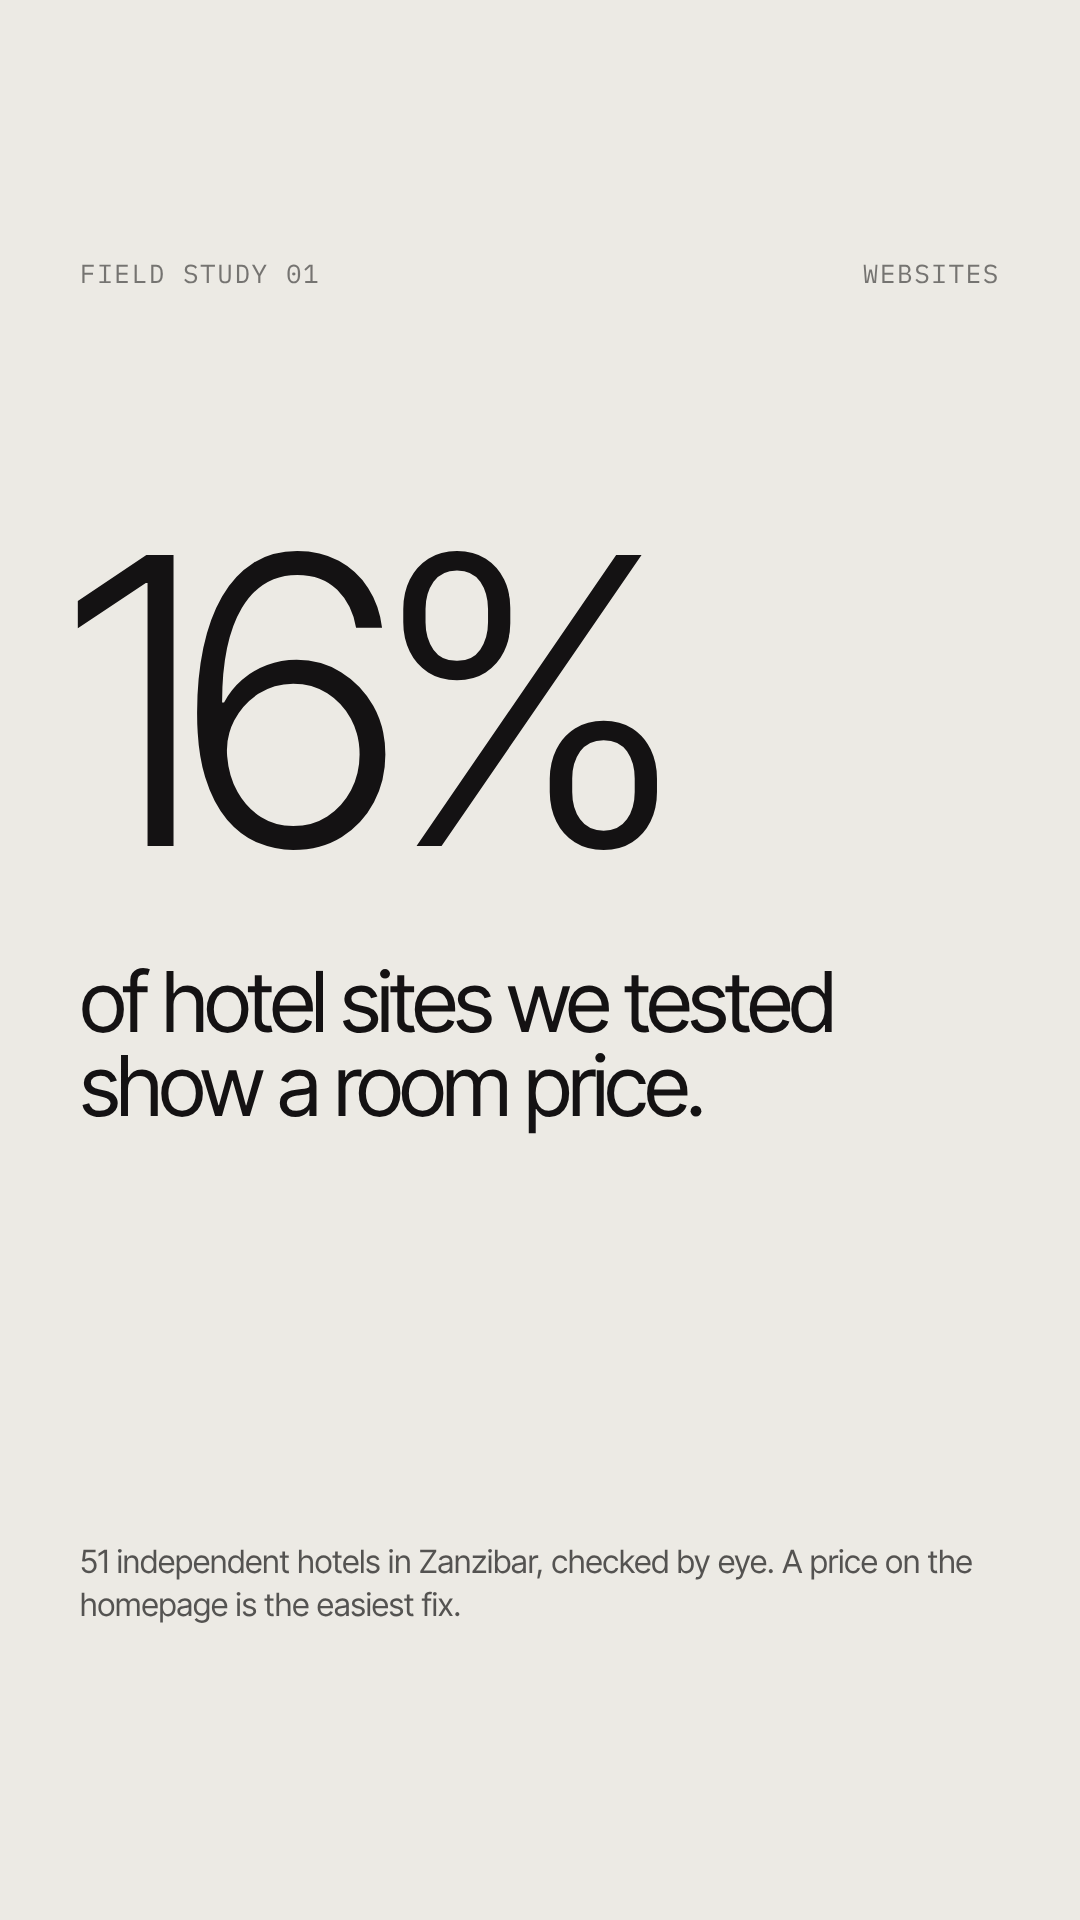 FIELD STUDY 01
WEBSITES
16%
of hotel sites we tested
show a room price.
51 independent hotels in Zanzibar, checked by eye. A price on the
homepage is the easiest fix.